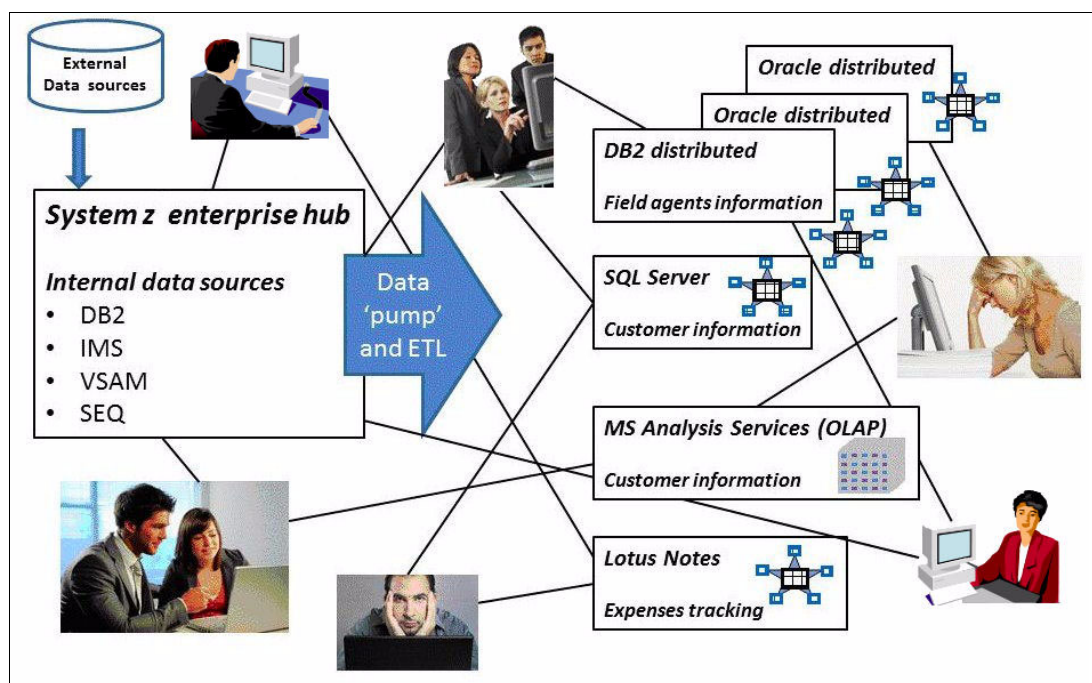 External
Data sources
System z enterprise hub
Internal data sources
• DB2
• IMS
• VSAM
• SEQ
Data
‘pump’
and ETL
Oracle distributed
Oracle distributed
DB2 distributed
Field agents information
SQL Server
Customer information
MS Analysis Services (OLAP)
Customer information
Lotus Notes
Expenses tracking